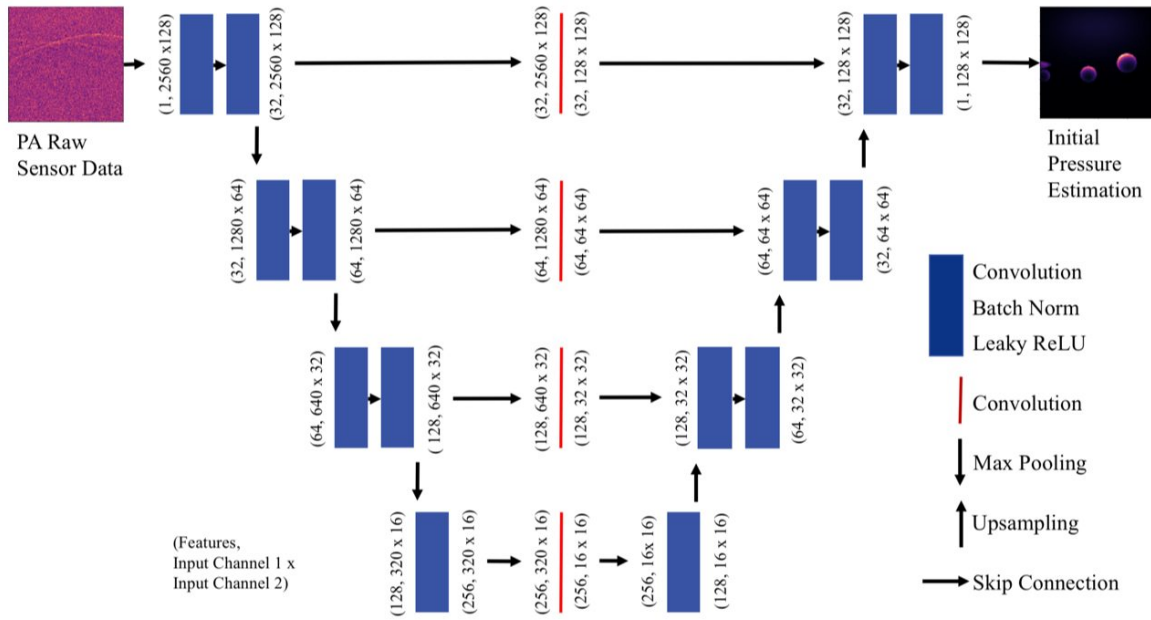 PA Raw
Sensor Data
(1, 2560 x128)
(32, 2560 x 128)
(32, 2560 x 128)
(32, 128 x 128)
(32, 128 x 128)
(1, 128 x 128)
Initial
Pressure
Estimation
(32, 1280 x 64)
(64, 1280 x 64)
(64, 1280 x 64)
(64, 64 x 64)
(64, 64 x 64)
(32, 64 x 64)
(64, 640 x 32)
(128, 640 x 32)
(128, 640 x 32)
(128, 32 x 32)
(128, 32 x 32)
(64, 32 x 32)
(Features,
Input Channel 1 x
Input Channel 2)
(128, 320 x 16)
(256, 320 x 16)
(256, 320 x 16)
(256, 16 x 16)
(256, 16x 16)
(128, 16 x 16)
Convolution
Batch Norm
Leaky ReLU
Convolution
Max Pooling
Upsampling
Skip Connection